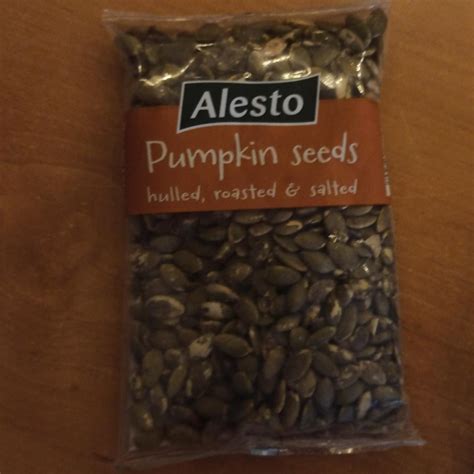 Alesto
Pumpkin seeds
hulled, roasted & salted